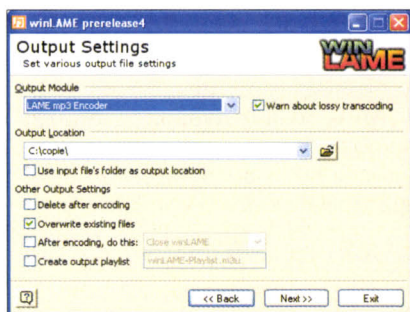 winLAME prerelease4
Output Settings
Set various output file settings
WIN
LAME
Output Module
LAME mp3 Encoder
Warn about lossy transcoding
Output Location
C:\copie\
Use input file's folder as output location
Other Output Settings
Delete after encoding
Overwrite existing files
After encoding, do this: Close winLAME
Create output playlist winLAME-Playlist.m3u
<< Back Next >> Exit